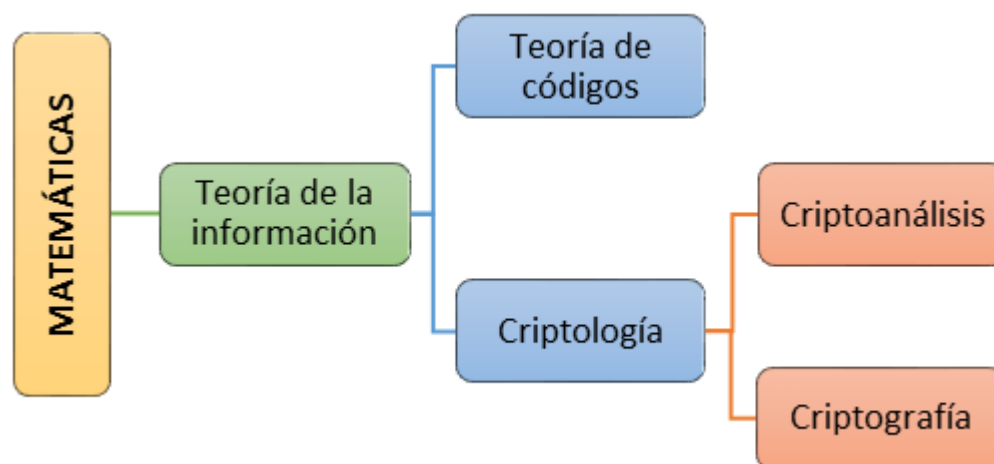 MATEMÁTICAS
Teoría de la
información
Teoría de
códigos
Criptología
Criptoanálisis
Criptografía